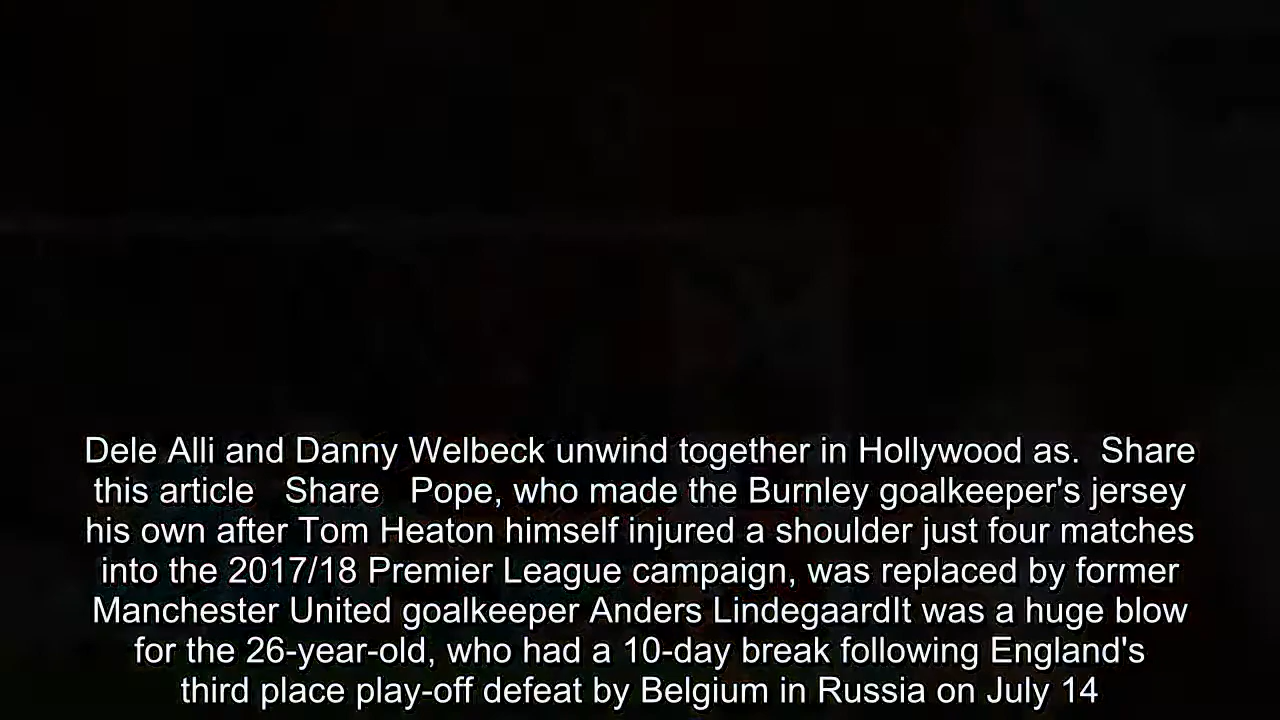 Dele Alli and Danny Welbeck unwind together in Hollywood as.  Share
this article   Share   Pope, who made the Burnley goalkeeper's jersey
his own after Tom Heaton himself injured a shoulder just four matches
into the 2017/18 Premier League campaign, was replaced by former
Manchester United goalkeeper Anders LindegaardIt was a huge blow
for the 26-year-old, who had a 10-day break following England's
third place play-off defeat by Belgium in Russia on July 14